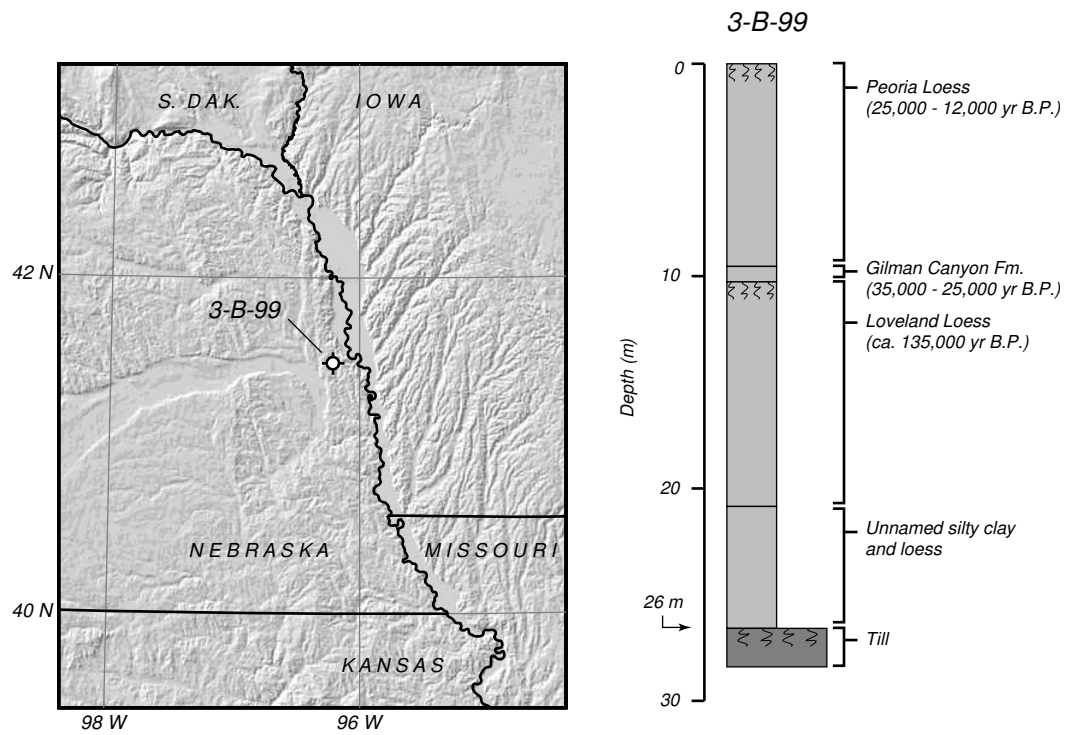 S. DAK.
IOWA
42 N
3-B-99
NEBRASKA
MISSOURI
40 N
KANSAS
98 W
96 W
3-B-99
0
Peoria Loess
(25,000 - 12,000 yr B.P.)
10
Gilman Canyon Fm.
(35,000 - 25,000 yr B.P.)
Loveland Loess
(ca. 135,000 yr B.P.)
Depth (m)
20
Unnamed silty clay
and loess
26 m
Till
30